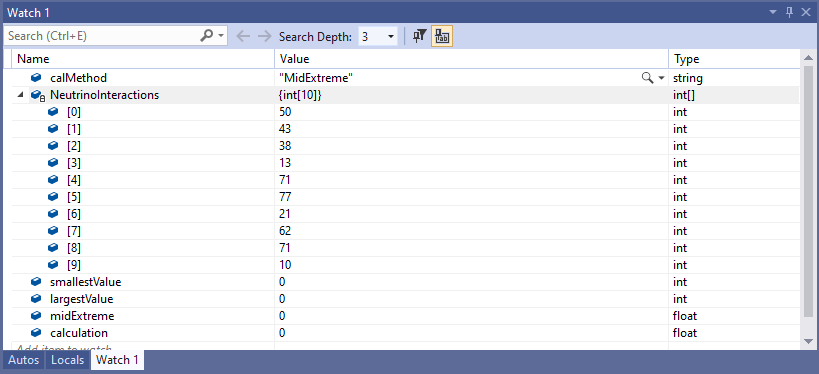 Watch 1
Search (Ctrl+E) Search Depth: 3
Name Value Type
calMethod "MidExtreme" string
NeutrinoInteractions {int[10]} int[]
[0] 50 int
[1] 43 int
[2] 38 int
[3] 13 int
[4] 71 int
[5] 77 int
[6] 21 int
[7] 62 int
[8] 71 int
[9] 10 int
smallestValue 0 int
largestValue 0 int
midExtreme 0 float
calculation 0 float
Add item to watch
Autos Locals Watch 1